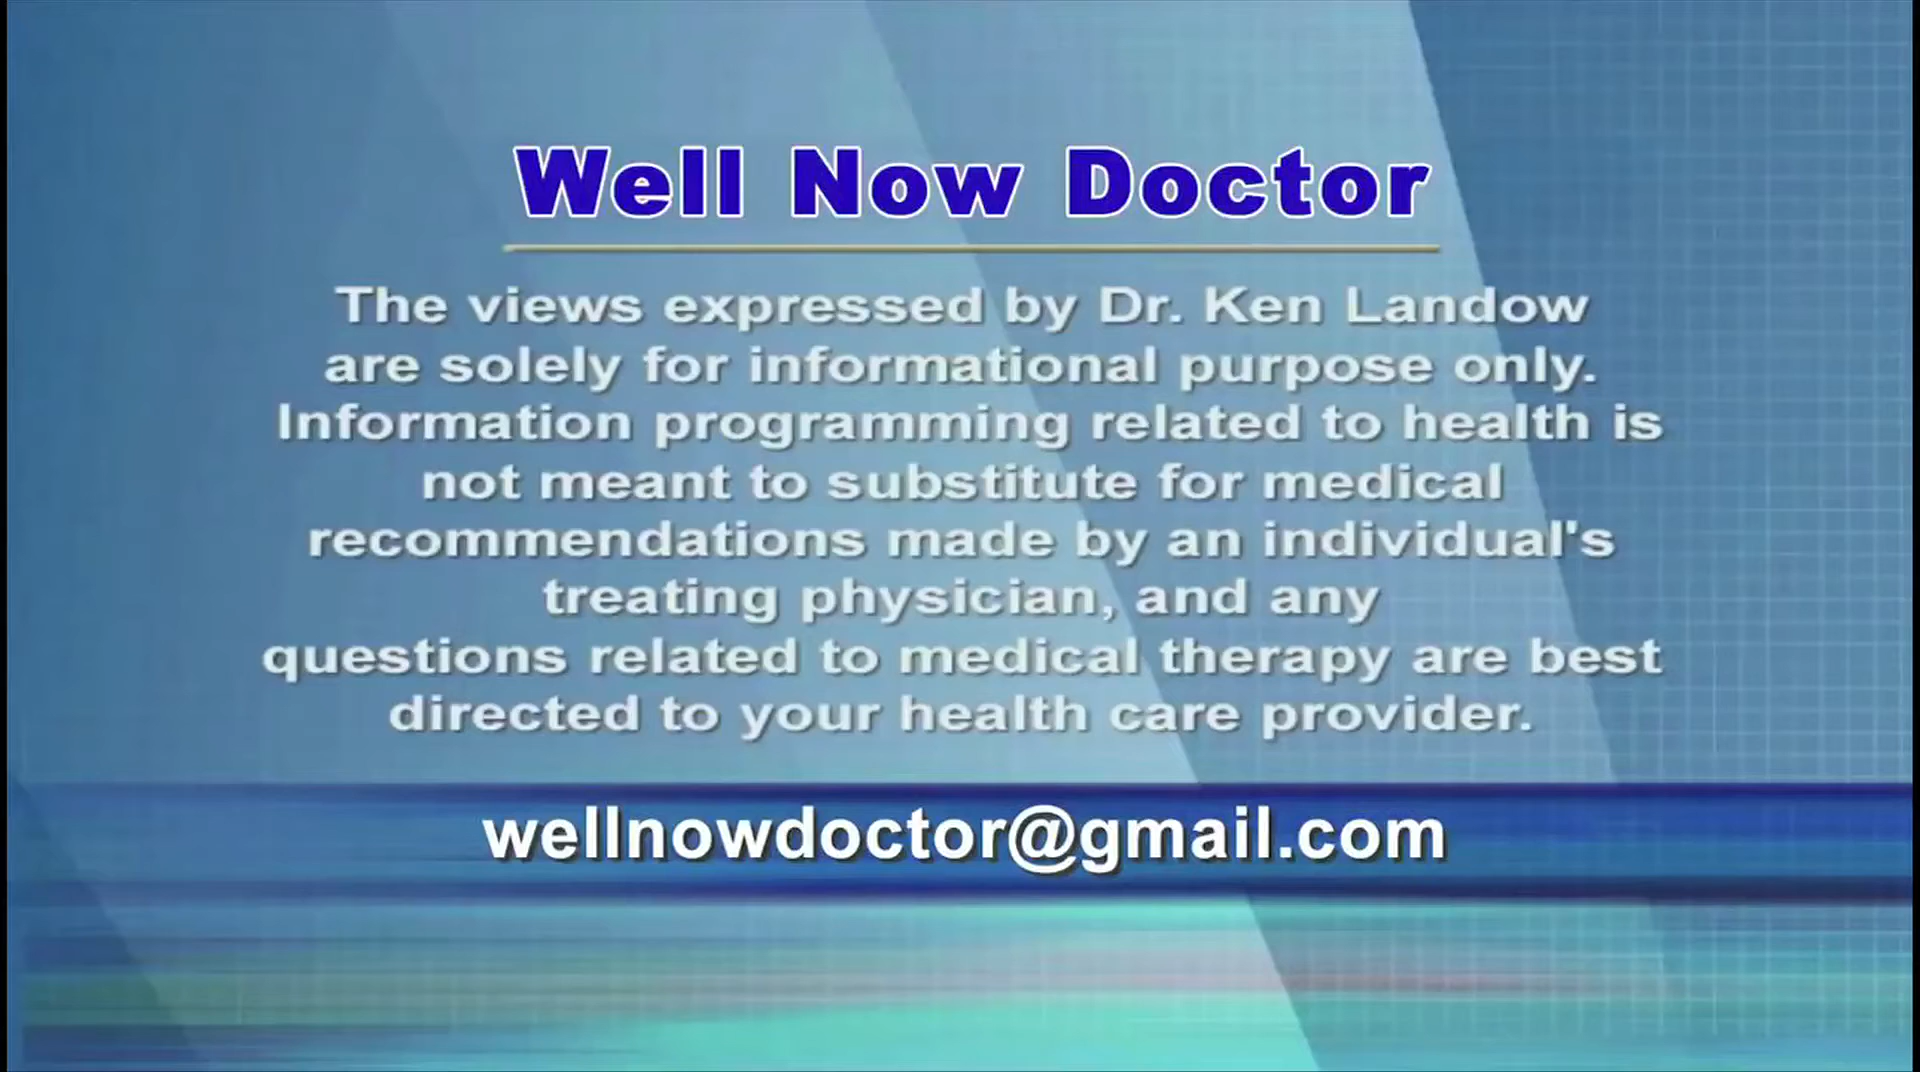 Well Now Doctor
The views expressed by Dr. Ken Landow
are solely for informational purpose only.
Information programming related to health is
not meant to substitute for medical
recommendations made by an individual's
treating physician, and any
questions related to medical therapy are best
directed to your health care provider.
wellnowdoctor@gmail.com